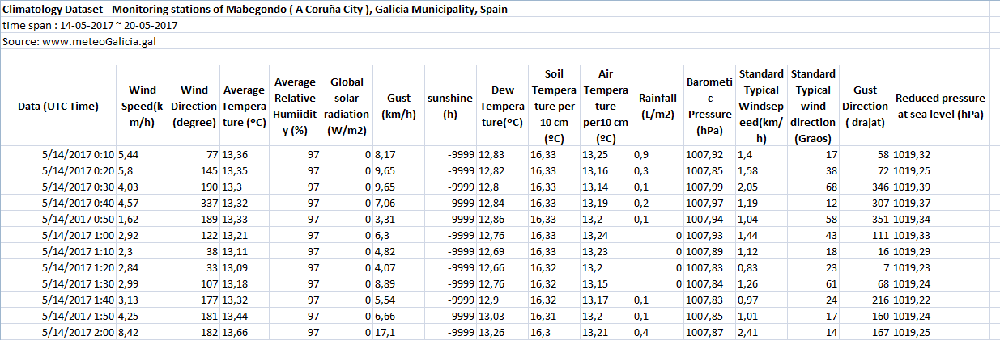 Climatology Dataset - Monitoring stations of Mabegondo ( A Coruña City ), Galicia Municipality, Spain
time span : 14-05-2017 ~ 20-05-2017
Source: www.meteoGalicia.gal
Data (UTC Time) Wind Speed(km/h) Wind Direction (degree) Average Temperature (ºC) Average Relative Humiidity (%) Global solar radiation (W/m2) Gust (km/h) sunshine (h) Dew Temperature(ºC) Soil Temperature per 10 cm (ºC) Air Temperature per10 cm (ºC) Rainfall (L/m2) Barometic Pressure (hPa) Standard Typical Windsepeed(km/h) Standard Typical wind direction (Graos) Gust Direction ( drajat) Reduced pressure at sea level (hPa)
5/14/2017 0:10 5,44 77 13,36 97 0 8,17 -9999 12,83 16,33 13,25 0,9 1007,92 1,4 17 58 1019,32
5/14/2017 0:20 5,8 145 13,35 97 0 9,65 -9999 12,82 16,33 13,16 0,3 1007,85 1,58 38 72 1019,25
5/14/2017 0:30 4,03 190 13,3 97 0 9,65 -9999 12,8 16,33 13,14 0,1 1007,99 2,05 68 346 1019,39
5/14/2017 0:40 4,57 337 13,32 97 0 7,06 -9999 12,84 16,33 13,19 0,2 1007,97 1,19 12 307 1019,37
5/14/2017 0:50 1,62 189 13,33 97 0 3,31 -9999 12,86 16,33 13,2 0,1 1007,94 1,04 58 351 1019,34
5/14/2017 1:00 2,92 122 13,21 97 0 6,3 -9999 12,76 16,33 13,24 0 1007,93 1,44 43 111 1019,33
5/14/2017 1:10 2,3 38 13,11 97 0 4,82 -9999 12,69 16,33 13,23 0 1007,89 1,12 18 16 1019,29
5/14/2017 1:20 2,84 33 13,09 97 0 4,07 -9999 12,66 16,32 13,2 0 1007,83 0,83 23 7 1019,23
5/14/2017 1:30 2,99 107 13,18 97 0 8,89 -9999 12,76 16,32 13,15 0 1007,84 1,26 61 68 1019,24
5/14/2017 1:40 3,13 177 13,32 97 0 5,54 -9999 12,9 16,32 13,17 0,1 1007,83 0,97 24 216 1019,22
5/14/2017 1:50 4,25 181 13,44 97 0 6,66 -9999 13,03 16,31 13,2 0,1 1007,85 1,01 17 160 1019,24
5/14/2017 2:00 8,42 182 13,66 97 0 17,1 -9999 13,26 16,3 13,21 0,4 1007,87 2,41 14 167 1019,25